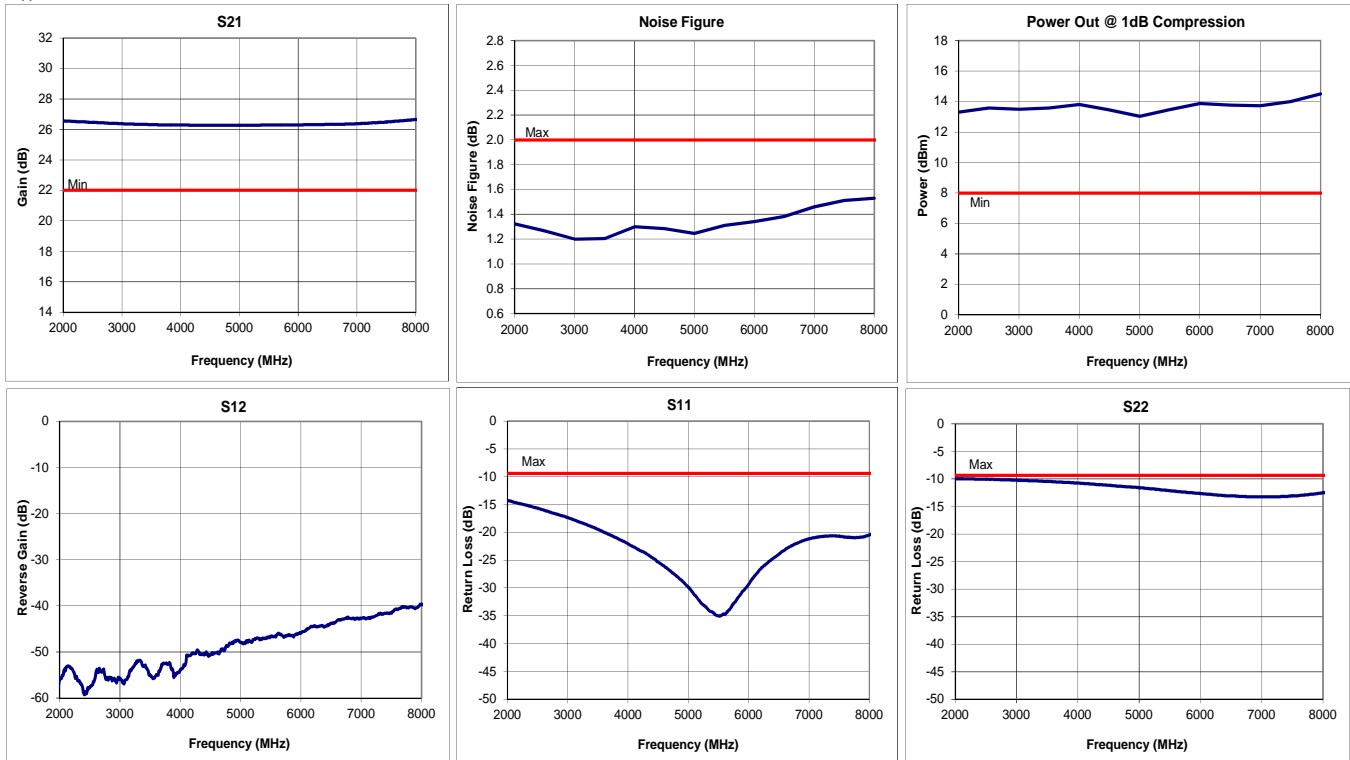 S21
32
30
28
26
24
22
20
18
16
14
Gain (dB)
Min
2000 3000 4000 5000 6000 7000 8000
Frequency (MHz)
Noise Figure
2.8
2.6
2.4
2.2
2.0
1.8
1.6
1.4
1.2
1.0
0.8
0.6
Noise Figure (dB)
Max
2000 3000 4000 5000 6000 7000 8000
Frequency (MHz)
Power Out @ 1dB Compression
18
16
14
12
10
8
6
4
2
0
Power (dBm)
Min
2000 3000 4000 5000 6000 7000 8000
Frequency (MHz)
S12
0
-10
-20
-30
-40
-50
-60
Reverse Gain (dB)
2000 3000 4000 5000 6000 7000 8000
Frequency (MHz)
S11
0
-5
-10
-15
-20
-25
-30
-35
-40
-45
-50
Return Loss (dB)
Max
2000 3000 4000 5000 6000 7000 8000
Frequency (MHz)
S22
0
-5
-10
-15
-20
-25
-30
-35
-40
-45
-50
Return Loss (dB)
Max
2000 3000 4000 5000 6000 7000 8000
Frequency (MHz)